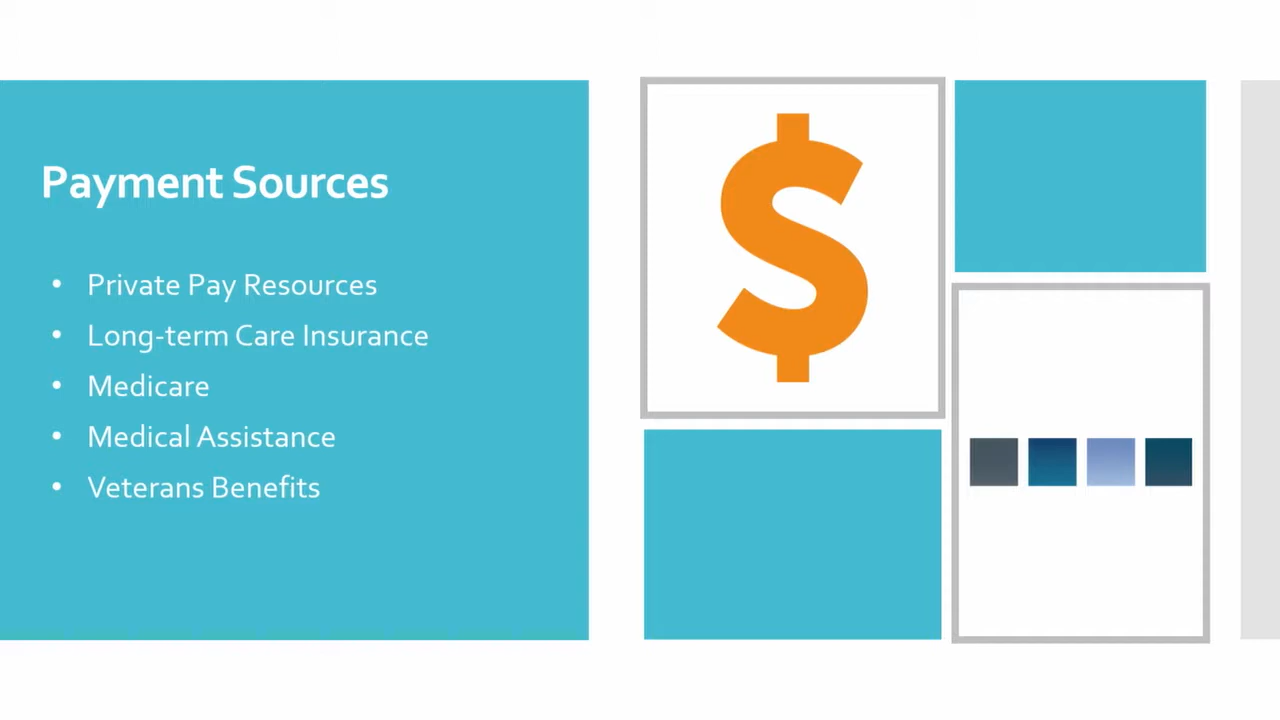 Payment Sources
• Private Pay Resources
• Long-term Care Insurance
• Medicare
• Medical Assistance
• Veterans Benefits
$